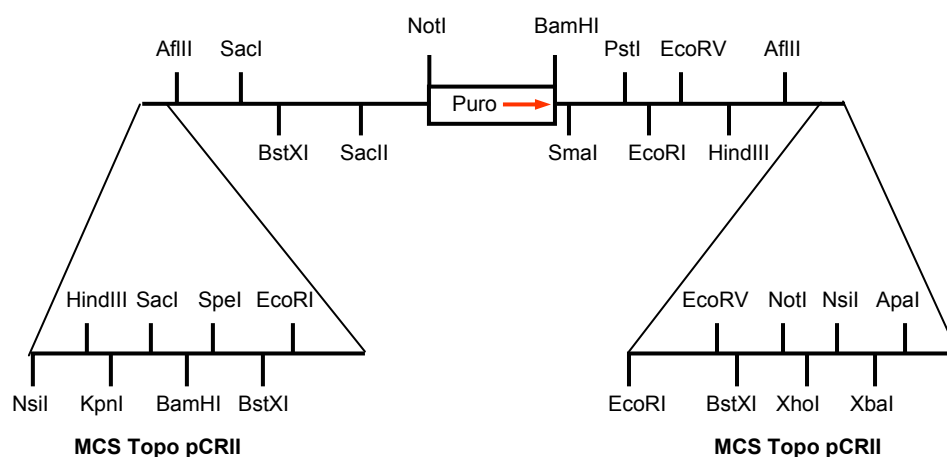 NotI BamHI
AflII SacI PstI EcoRV AflII
Puro
BstXI SacII SmaI EcoRI HindIII
HindIII SacI SpeI EcoRI EcoRV NotI NsiI ApaI
NsiI KpnI BamHI BstXI EcoRI BstXI XhoI XbaI
MCS Topo pCRII MCS Topo pCRII